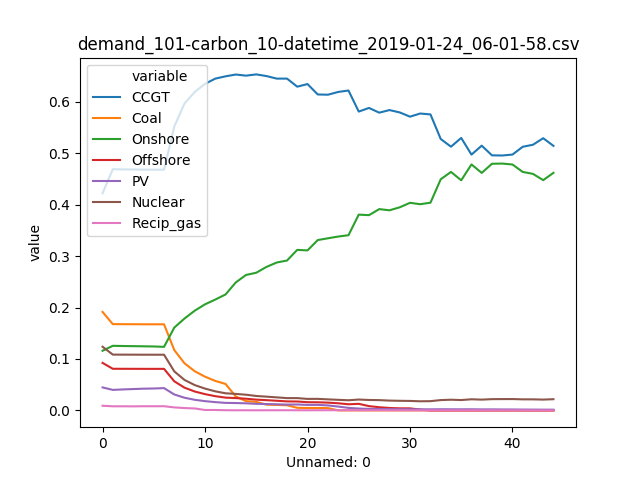 demand_101-carbon_10-datetime_2019-01-24_06-01-58.csv
variable
CCGT
Coal
Onshore
Offshore
PV
Nuclear
Recip_gas
value
0.6
0.5
0.4
0.3
0.2
0.1
0.0
0 10 20 30 40
Unnamed: 0